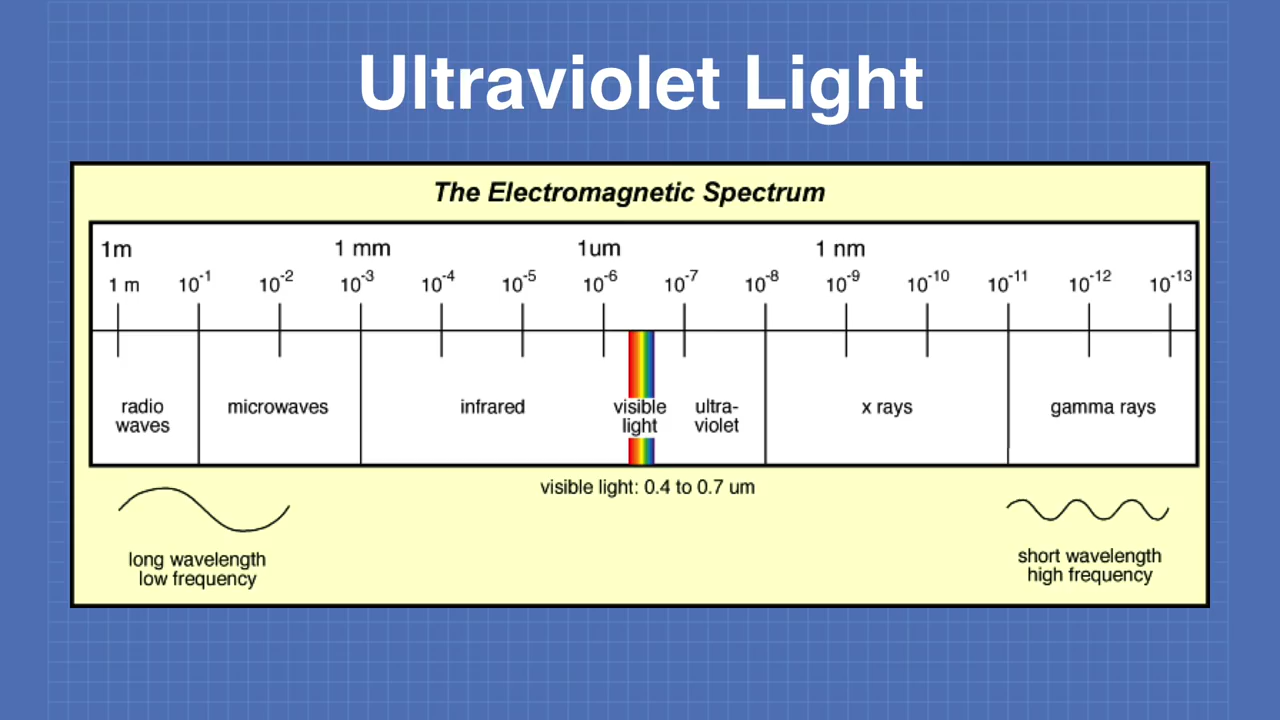 Ultraviolet Light
The Electromagnetic Spectrum
1m 1 mm 1um 1 nm
1 m 10⁻¹ 10⁻² 10⁻³ 10⁻⁴ 10⁻⁵ 10⁻⁶ 10⁻⁷ 10⁻⁸ 10⁻⁹ 10⁻¹⁰ 10⁻¹¹ 10⁻¹² 10⁻¹³
radio
waves
microwaves
infrared
visible
light
ultra-
violet
x rays
gamma rays
visible light: 0.4 to 0.7 um
long wavelength
low frequency
short wavelength
high frequency